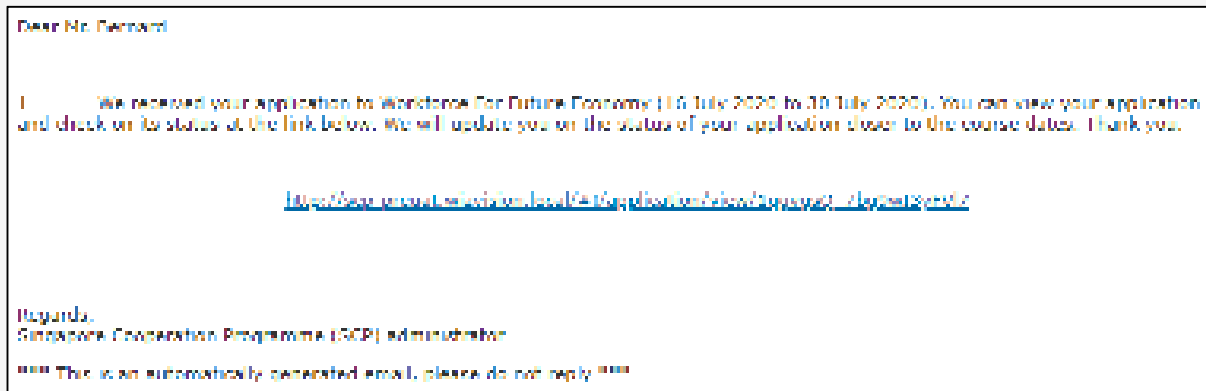 Dear Mr. Bernard
1 We received your application to Workforce For Future Economy (16 July 2020 to 30 July 2020). You can view your application
and check on its status at the link below. We will update you on the status of your application closer to the course dates. Thank you.
Regards,
Singapore Cooperation Programme (SCP) administrator
*** This is an automatically generated email, please do not reply ***